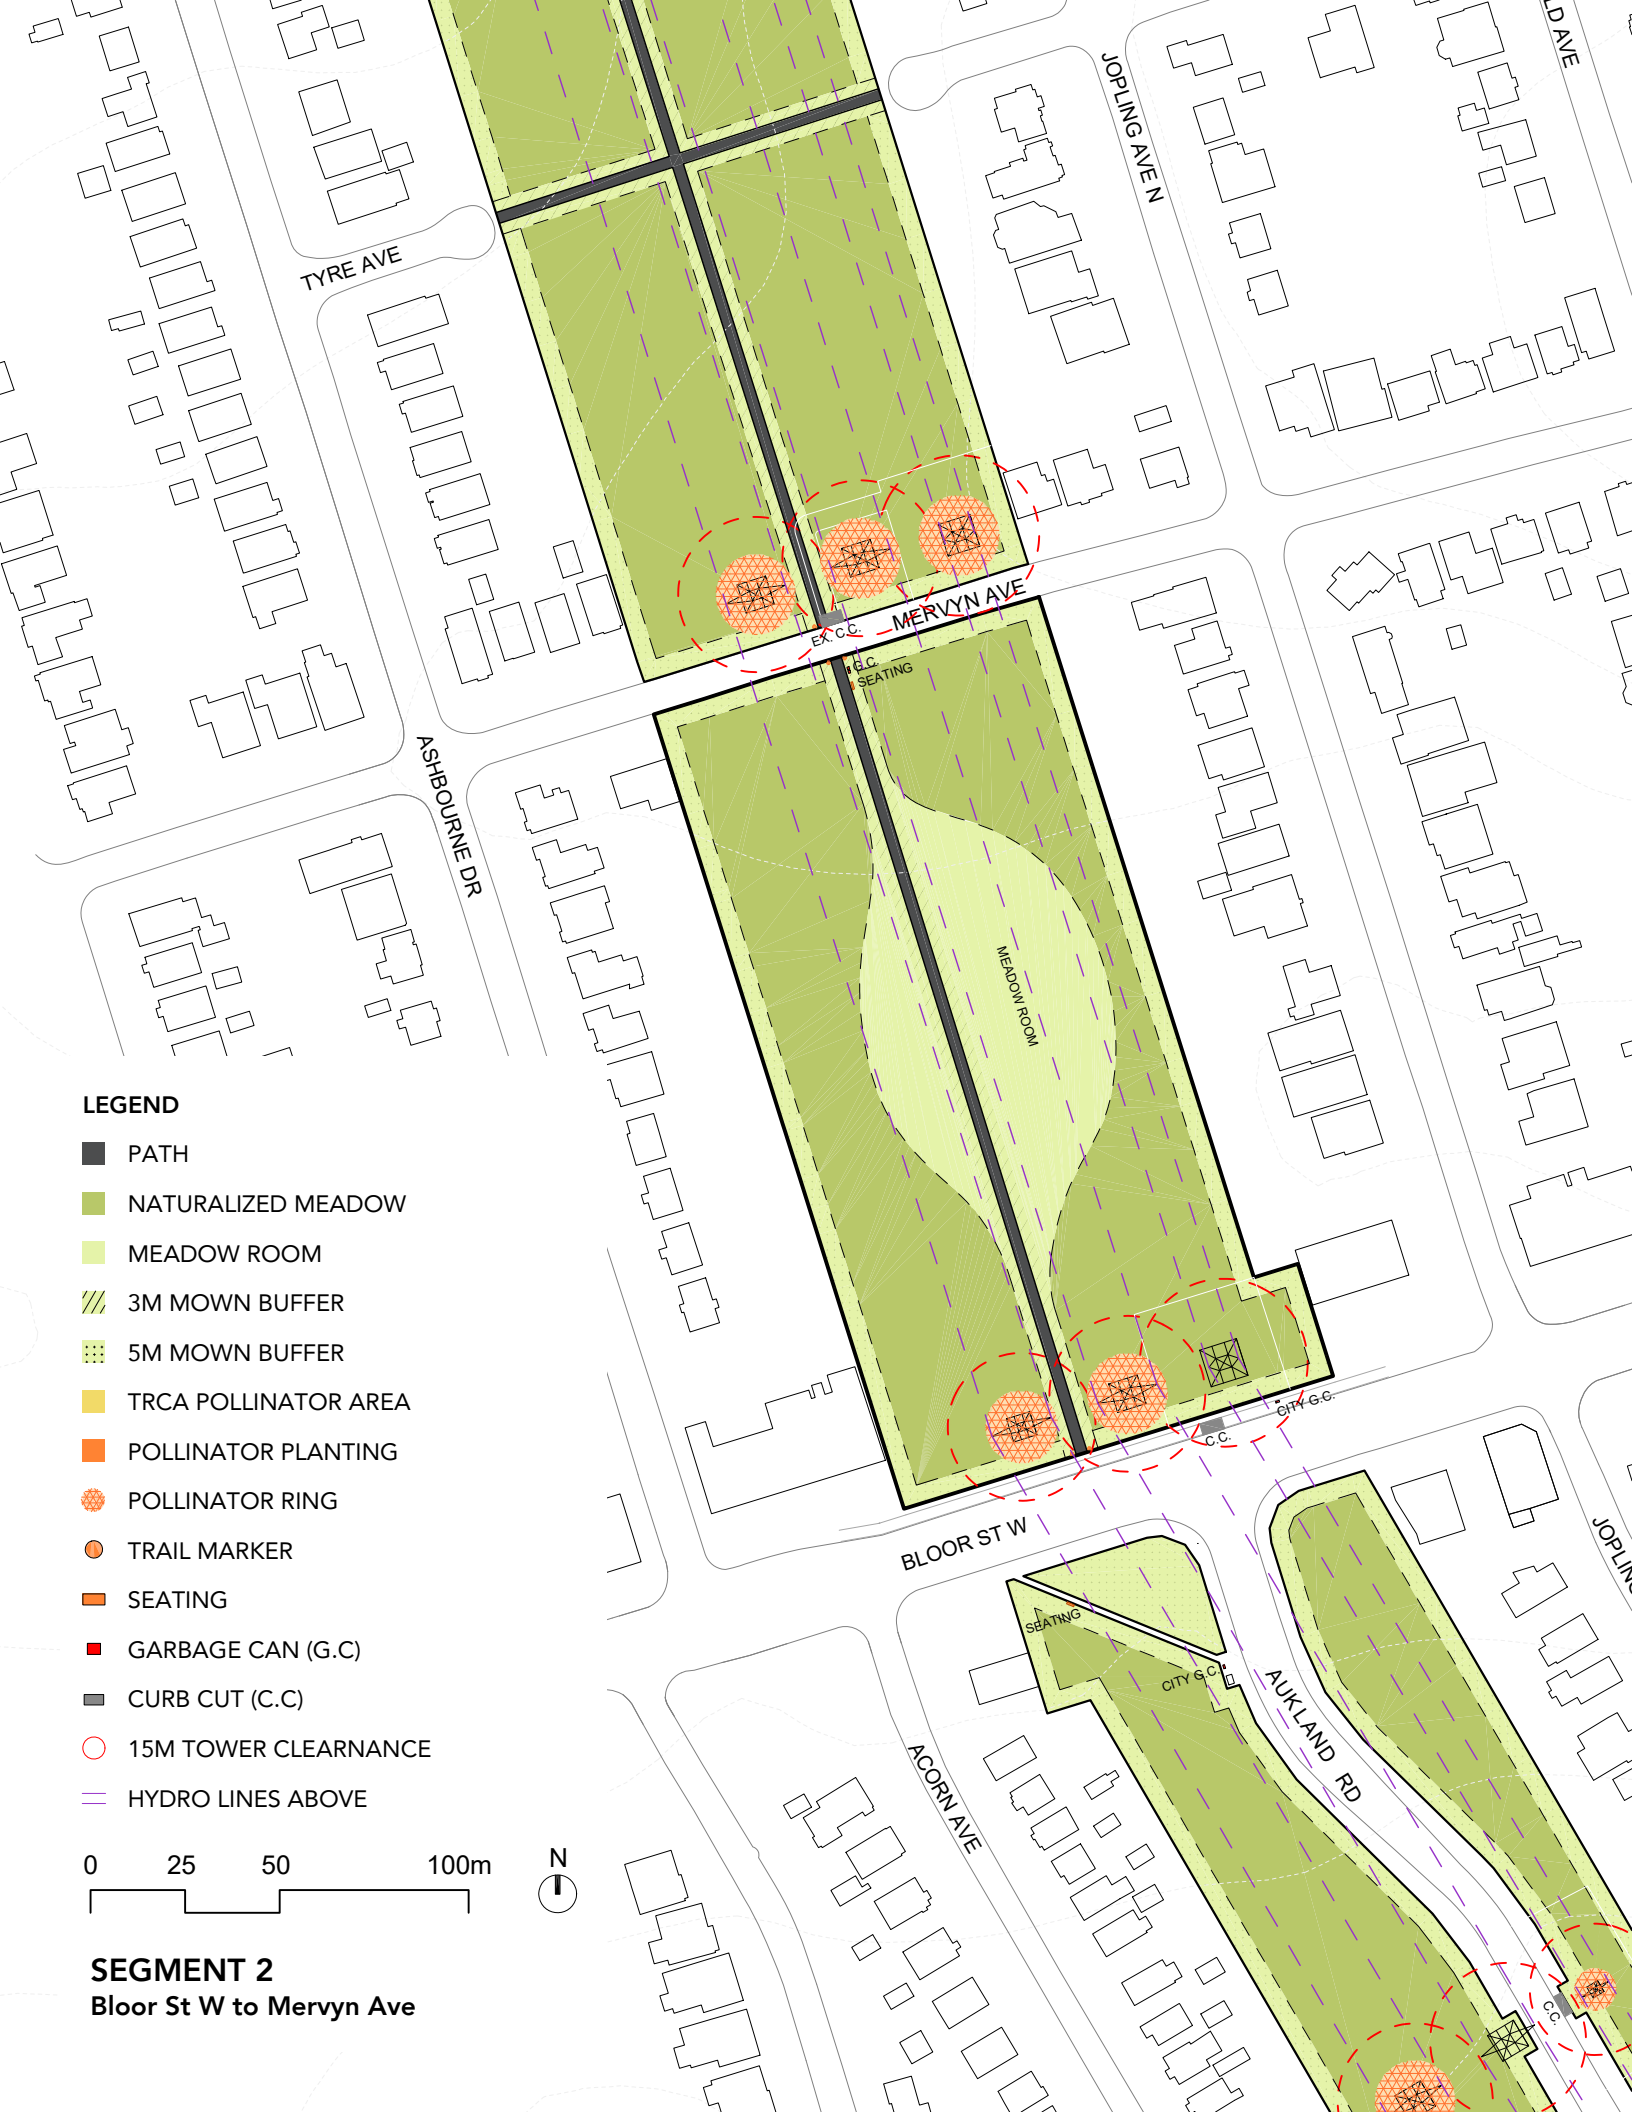 LD AVE
JOPLING AVE N
TYRE AVE
MERVYN AVE
EX. C.C.
G.C.
SEATING
ASHBOURNE DR
MEADOW ROOM
CITY G.C.
C.C.
BLOOR ST W
JOPLING
SEATING
CITY G.C.
AUKLAND RD
ACORN AVE
C.C.
LEGEND
PATH
NATURALIZED MEADOW
MEADOW ROOM
3M MOWN BUFFER
5M MOWN BUFFER
TRCA POLLINATOR AREA
POLLINATOR PLANTING
POLLINATOR RING
TRAIL MARKER
SEATING
GARBAGE CAN (G.C)
CURB CUT (C.C)
15M TOWER CLEARNANCE
HYDRO LINES ABOVE
0 25 50 100m
N
SEGMENT 2
Bloor St W to Mervyn Ave